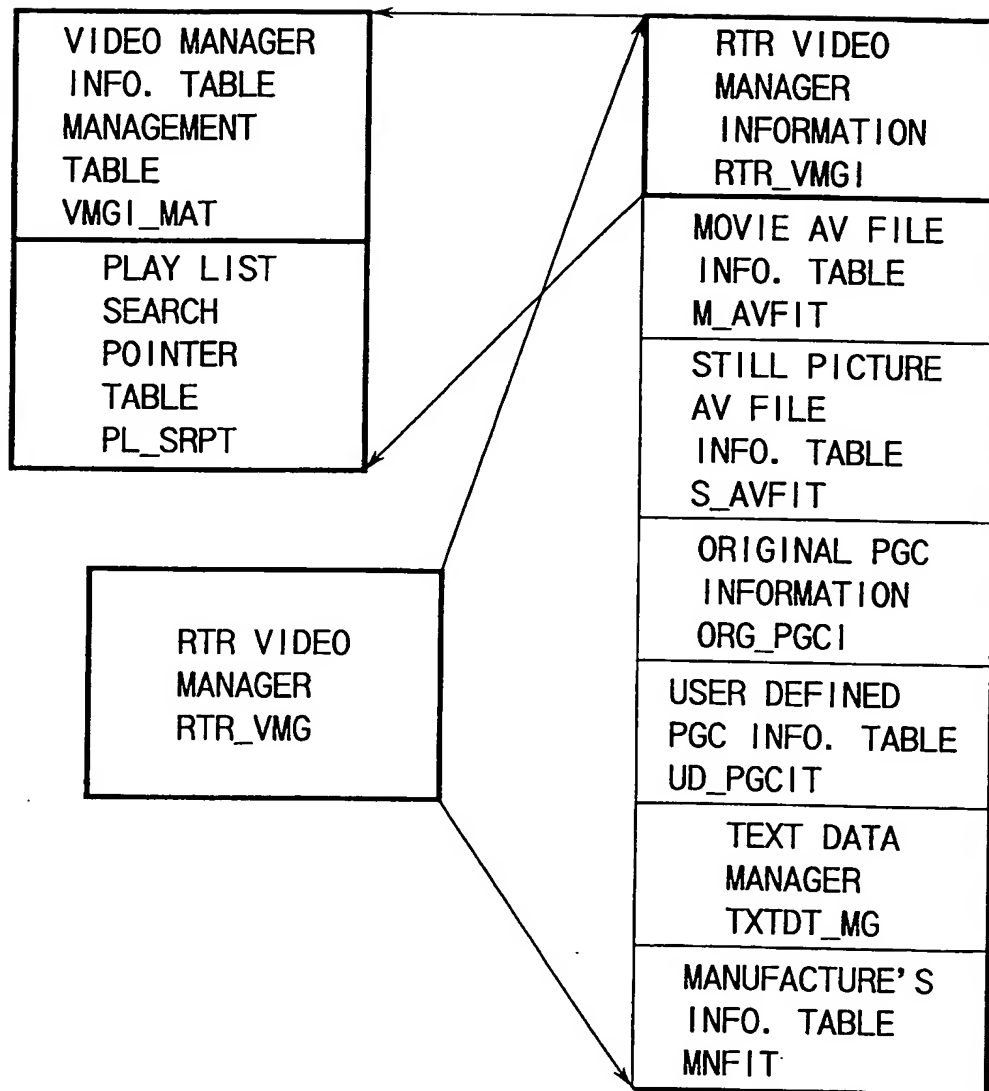 VIDEO MANAGER
INFO. TABLE
MANAGEMENT
TABLE
VMGI_MAT
PLAY LIST
SEARCH
POINTER
TABLE
PL_SRPT
RTR VIDEO
MANAGER
RTR_VMG
RTR VIDEO
MANAGER
INFORMATION
RTR_VMGI
MOVIE AV FILE
INFO. TABLE
M_AVFIT
STILL PICTURE
AV FILE
INFO. TABLE
S_AVFIT
ORIGINAL PGC
INFORMATION
ORG_PGCI
USER DEFINED
PGC INFO. TABLE
UD_PGCIT
TEXT DATA
MANAGER
TXTDT_MG
MANUFACTURE'S
INFO. TABLE
MNFIT